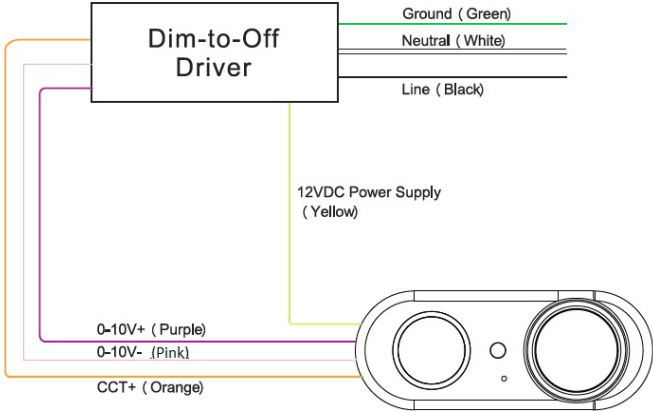 Ground ( Green)
Dim-to-Off
Driver
Neutral ( White)
Line ( Black)
12VDC Power Supply
( Yellow)
0-10V+ ( Purple)
0-10V- (Pink)
CCT+ ( Orange)